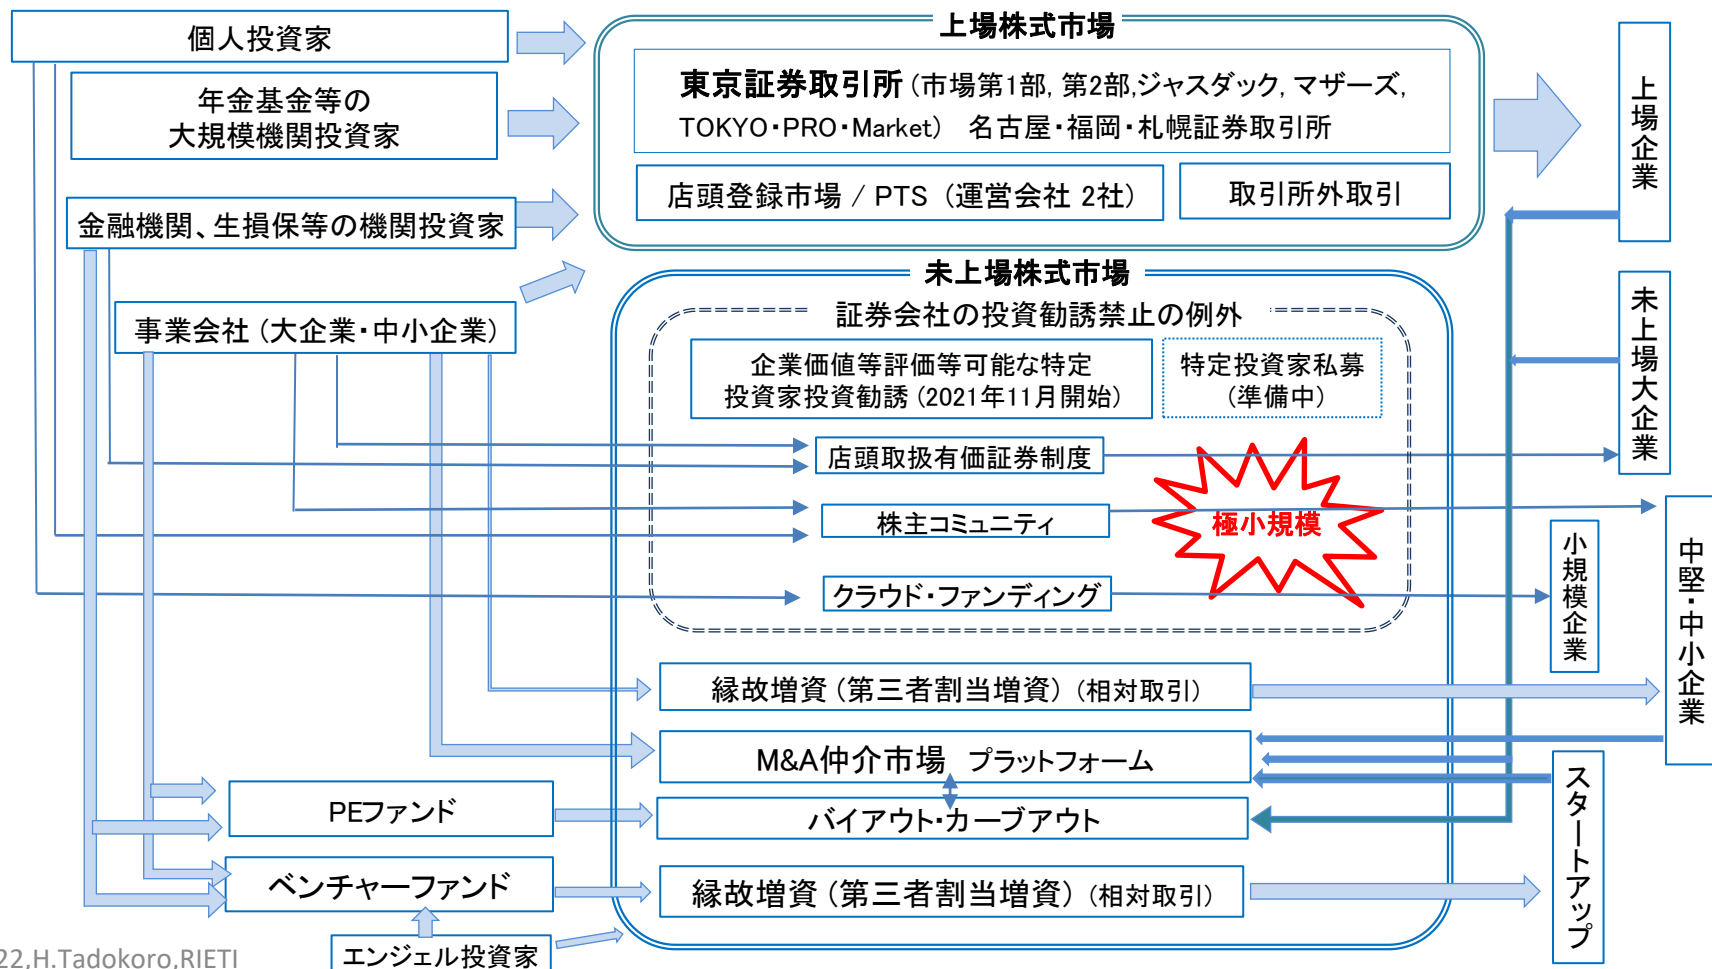 上場株式市場
個人投資家
年金基金等の
大規模機関投資家
金融機関、生損保等の機関投資家
事業会社（大企業・中小企業）
東京証券取引所（市場第1部, 第2部,ジャスダック, マザーズ,
TOKYO・PRO・Market） 名古屋・福岡・札幌証券取引所
店頭登録市場 / PTS （運営会社 2社）
取引所外取引
上場企業
未上場株式市場
証券会社の投資勧誘禁止の例外
企業価値等評価等可能な特定
投資家投資勧誘（2021年11月開始）
特定投資家私募
（準備中）
店頭取扱有価証券制度
株主コミュニティ
クラウド・ファンディング
極小規模
未上場大企業
小規模企業
中堅・中小企業
縁故増資（第三者割当増資）（相対取引）
M&A仲介市場 プラットフォーム
PEファンド
バイアウト・カーブアウト
ベンチャーファンド
縁故増資（第三者割当増資）（相対取引）
スタートアップ
エンジェル投資家
22,H.Tadokoro,RIETI